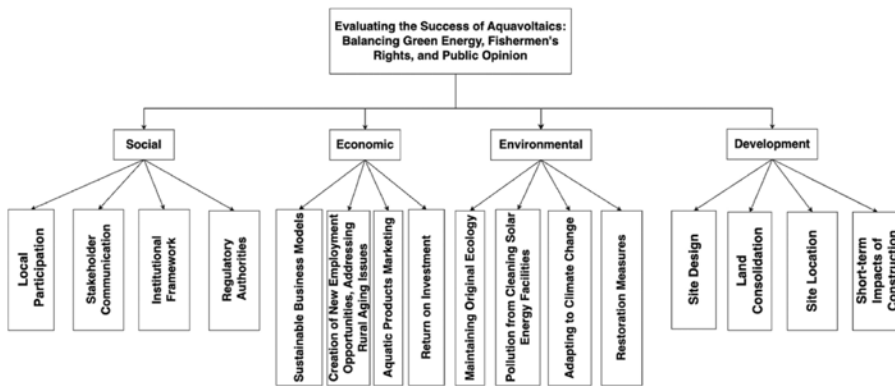 Evaluating the Success of Aquavoltaics:
Balancing Green Energy, Fishermen's
Rights, and Public Opinion
Social
Economic
Environmental
Development
Local
Participation
Stakeholder
Communication
Institutional
Framework
Regulatory
Authorities
Sustainable Business Models
Creation of New Employment
Opportunities, Addressing
Rural Aging Issues
Aquatic Products Marketing
Return on Investment
Maintaining Original Ecology
Pollution from Cleaning Solar
Energy Facilities
Adapting to Climate Change
Restoration Measures
Site Design
Land
Consolidation
Site Location
Short-term
Impacts of
Construction